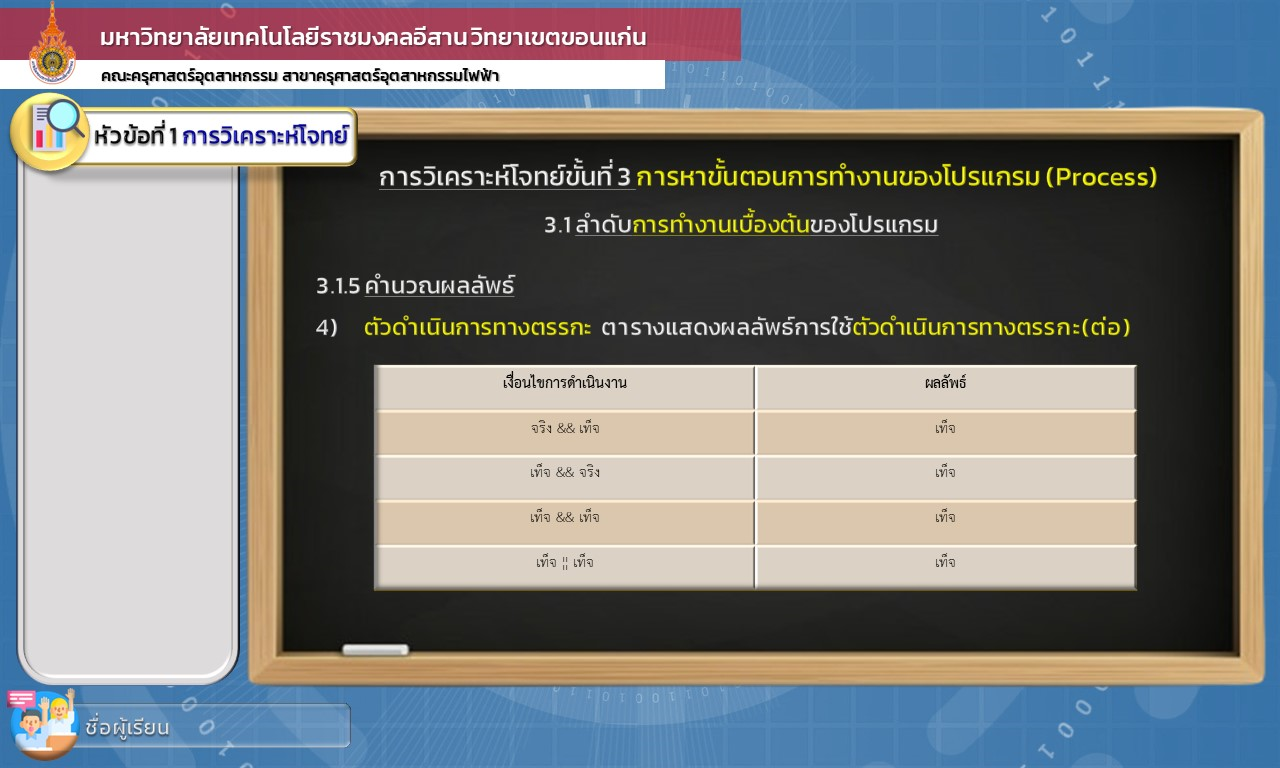 มหาวิทยาลัยเทคโนโลยีราชมงคลอีสาน วิทยาเขตขอนแก่น
คณะครุศาสตร์อุตสาหกรรม สาขาครุศาสตร์อุตสาหกรรมไฟฟ้า
หัวข้อที่ 1 การวิเคราะห์โจทย์
การวิเคราะห์โจทย์ขั้นที่ 3 การหาขั้นตอนการทำงานของโปรแกรม (Process)
3.1 ลำดับการทำงานเบื้องต้นของโปรแกรม
3.1.5 คำนวณผลลัพธ์
4) ตัวดำเนินการทางตรรกะ ตารางแสดงผลลัพธ์การใช้ตัวดำเนินการทางตรรกะ(ต่อ)
เงื่อนไขการดำเนินงาน ผลลัพธ์
จริง && เท็จ เท็จ
เท็จ && จริง เท็จ
เท็จ && เท็จ เท็จ
เท็จ ¦¦ เท็จ เท็จ
ชื่อผู้เรียน